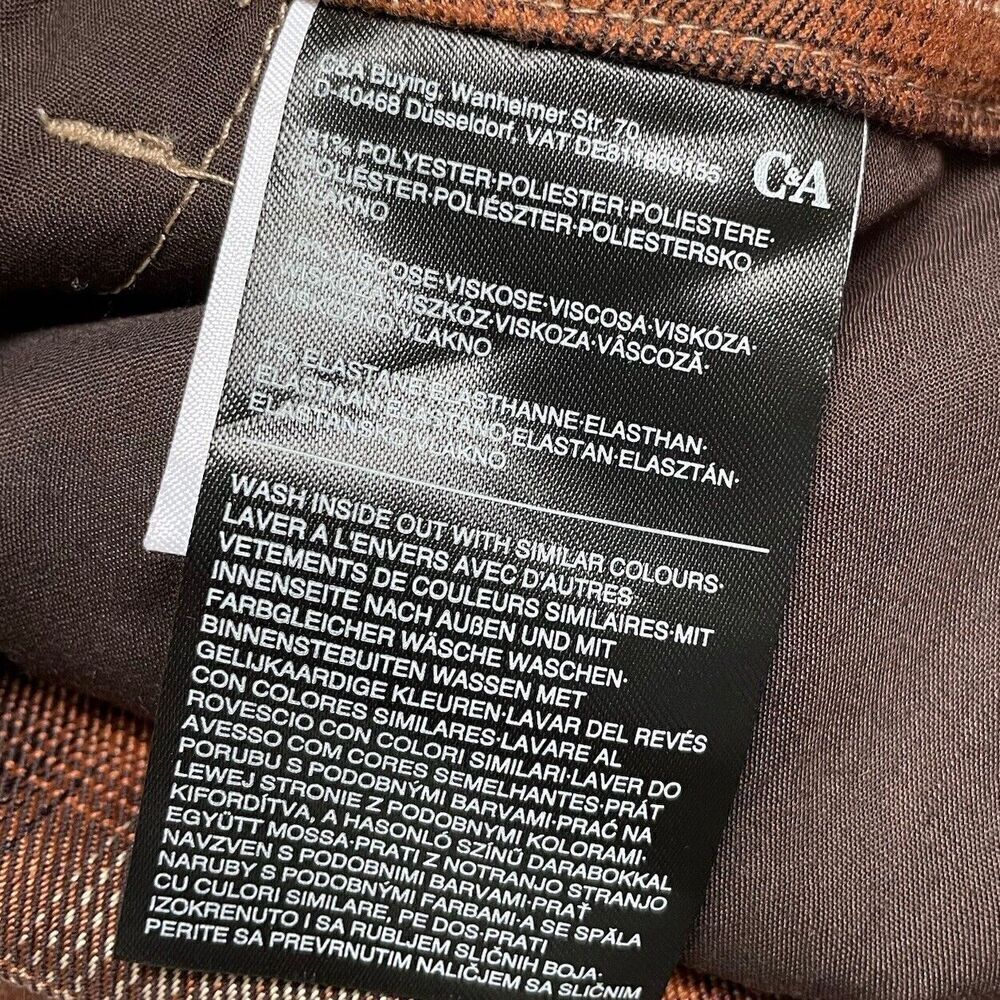 C&A Buying, Wanheimer Str. 70
D-40468 Düsseldorf, VAT DE811809155
C&A
POLYESTER·POLIESTER·POLIESTERE·
POLIÉSTER·POLIÉSZTER·POLIESTERSKO
VLAKNO
VISKOSE·VISCOSA·VISKÓZA
VISZKÓZ·VISKOZA·VÂSCOZĂ·
VLAKNO
ELASTANE·ELASTHANNE·ELASTHAN·
ELASTANO·ELASTAN·ELASZTÁN·
ELASTANSKO VLAKNO
WASH INSIDE OUT WITH SIMILAR COLOURS·
LAVER A L'ENVERS AVEC D'AUTRES
VETEMENTS DE COULEURS SIMILAIRES·MIT
INNENSEITE NACH AUßEN UND MIT
FARBGLEICHER WÄSCHE WASCHEN·
BINNENSTEBUITEN WASSEN MET
GELIJKAARDIGE KLEUREN·LAVAR DEL REVÉS
CON COLORES SIMILARES·LAVARE AL
ROVESCIO CON COLORI SIMILARI·LAVER DO
AVESSO COM CORES SEMELHANTES·PRÁT
PORUBU S PODOBNÝMI BARVAMI·PRAĆ NA
LEWEJ STRONIE Z PODOBNYMI KOLORAMI·
KIFORDÍTVA, A HASONLÓ SZÍNŰ DARABOKKAL
EGYÜTT MOSSA·PRATI Z NOTRANJO STRANJO
NAVZVEN S PODOBNIMI BARVAMI·PRAŤ
NARUBY S PODOBNÝMI FARBAMI·A SE SPĂLA
CU CULORI SIMILARE, PE DOS·PRATI
IZOKRENUTO I SA RUBLJEM SLIČNIH BOJA·
PERITE SA PREVRNUTIM NALIČJEM SA SLIČNIM